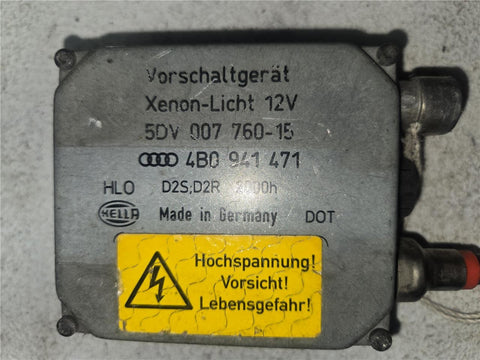 Vorschaltgerät
Xenon-Licht 12V
5DV 007 760-15
4B0 941 471
HLO D2S,D2R 2000h
HELLA Made in Germany DOT
Hochspannung!
Vorsicht!
Lebensgefahr!